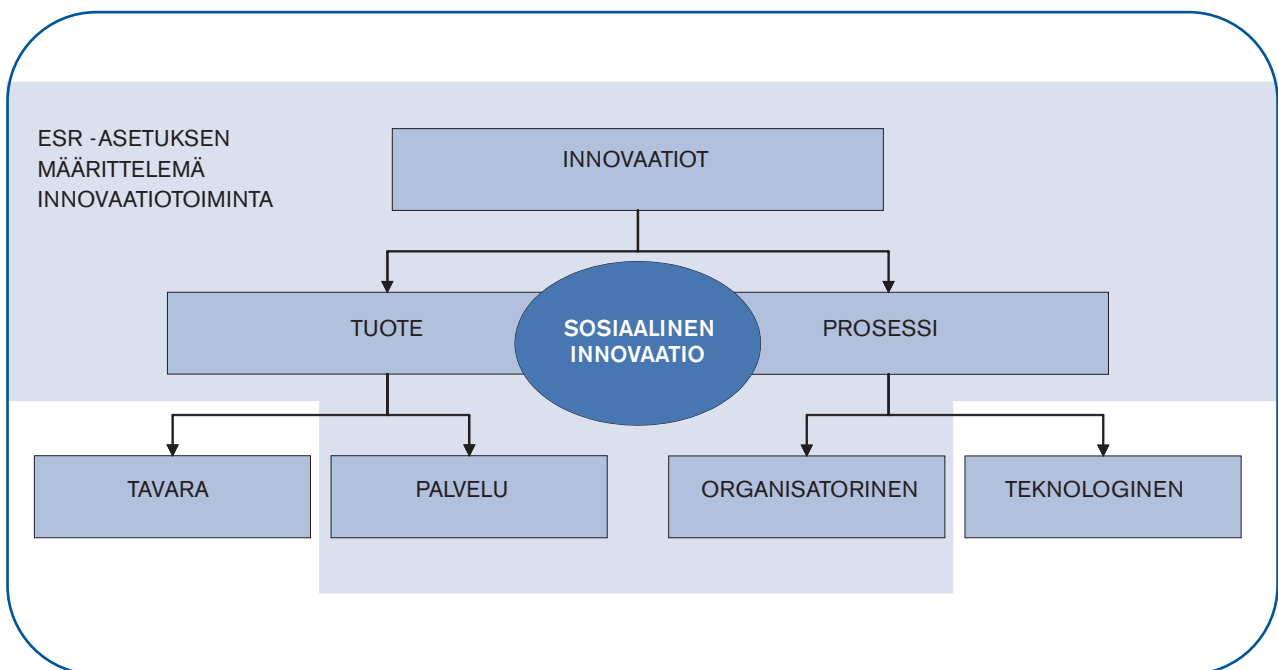 ESR -ASETUKSEN
MÄÄRITTELEMÄ
INNOVAATIOTOIMINTA
INNOVAATIOT
TUOTE
SOSIAALINEN
INNOVAATIO
PROSESSI
TAVARA
PALVELU
ORGANISATORINEN
TEKNOLOGINEN